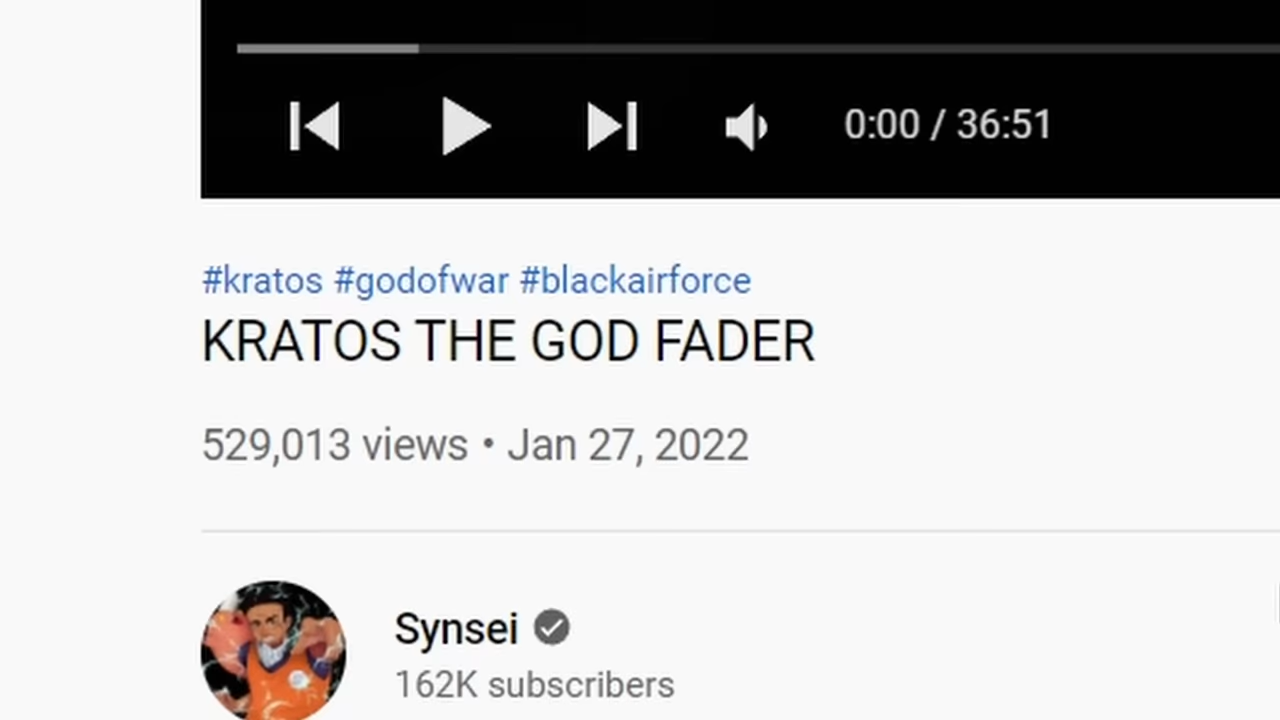 0:00 / 36:51
#kratos #godofwar #blackairforce
KRATOS THE GOD FADER
529,013 views • Jan 27, 2022
Synsei
162K subscribers